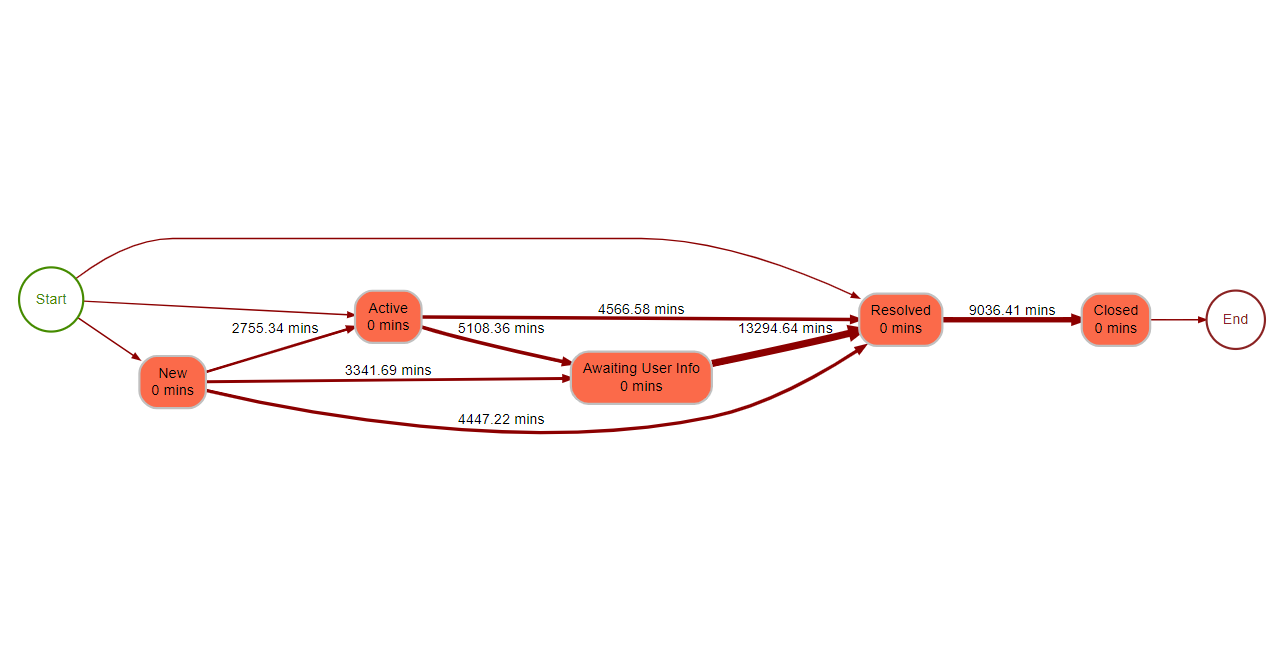 Start
New
0 mins
2755.34 mins
Active
0 mins
3341.69 mins
4447.22 mins
5108.36 mins
4566.58 mins
Awaiting User Info
0 mins
13294.64 mins
Resolved
0 mins
9036.41 mins
Closed
0 mins
End